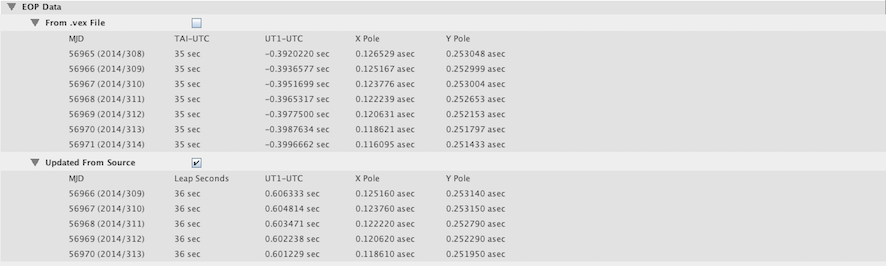 EOP Data
From .vex File
MJD TAI-UTC UT1-UTC X Pole Y Pole
56965 (2014/308) 35 sec -0.3920220 sec 0.126529 asec 0.253048 asec
56966 (2014/309) 35 sec -0.3936577 sec 0.125167 asec 0.252999 asec
56967 (2014/310) 35 sec -0.3951699 sec 0.123776 asec 0.253004 asec
56968 (2014/311) 35 sec -0.3965317 sec 0.122239 asec 0.252653 asec
56969 (2014/312) 35 sec -0.3977500 sec 0.120631 asec 0.252153 asec
56970 (2014/313) 35 sec -0.3987634 sec 0.118621 asec 0.251797 asec
56971 (2014/314) 35 sec -0.3996662 sec 0.116095 asec 0.251433 asec
Updated From Source
MJD Leap Seconds UT1-UTC X Pole Y Pole
56966 (2014/309) 36 sec 0.606333 sec 0.125160 asec 0.253140 asec
56967 (2014/310) 36 sec 0.604814 sec 0.123760 asec 0.253150 asec
56968 (2014/311) 36 sec 0.603471 sec 0.122220 asec 0.252790 asec
56969 (2014/312) 36 sec 0.602238 sec 0.120620 asec 0.252290 asec
56970 (2014/313) 36 sec 0.601229 sec 0.118610 asec 0.251950 asec